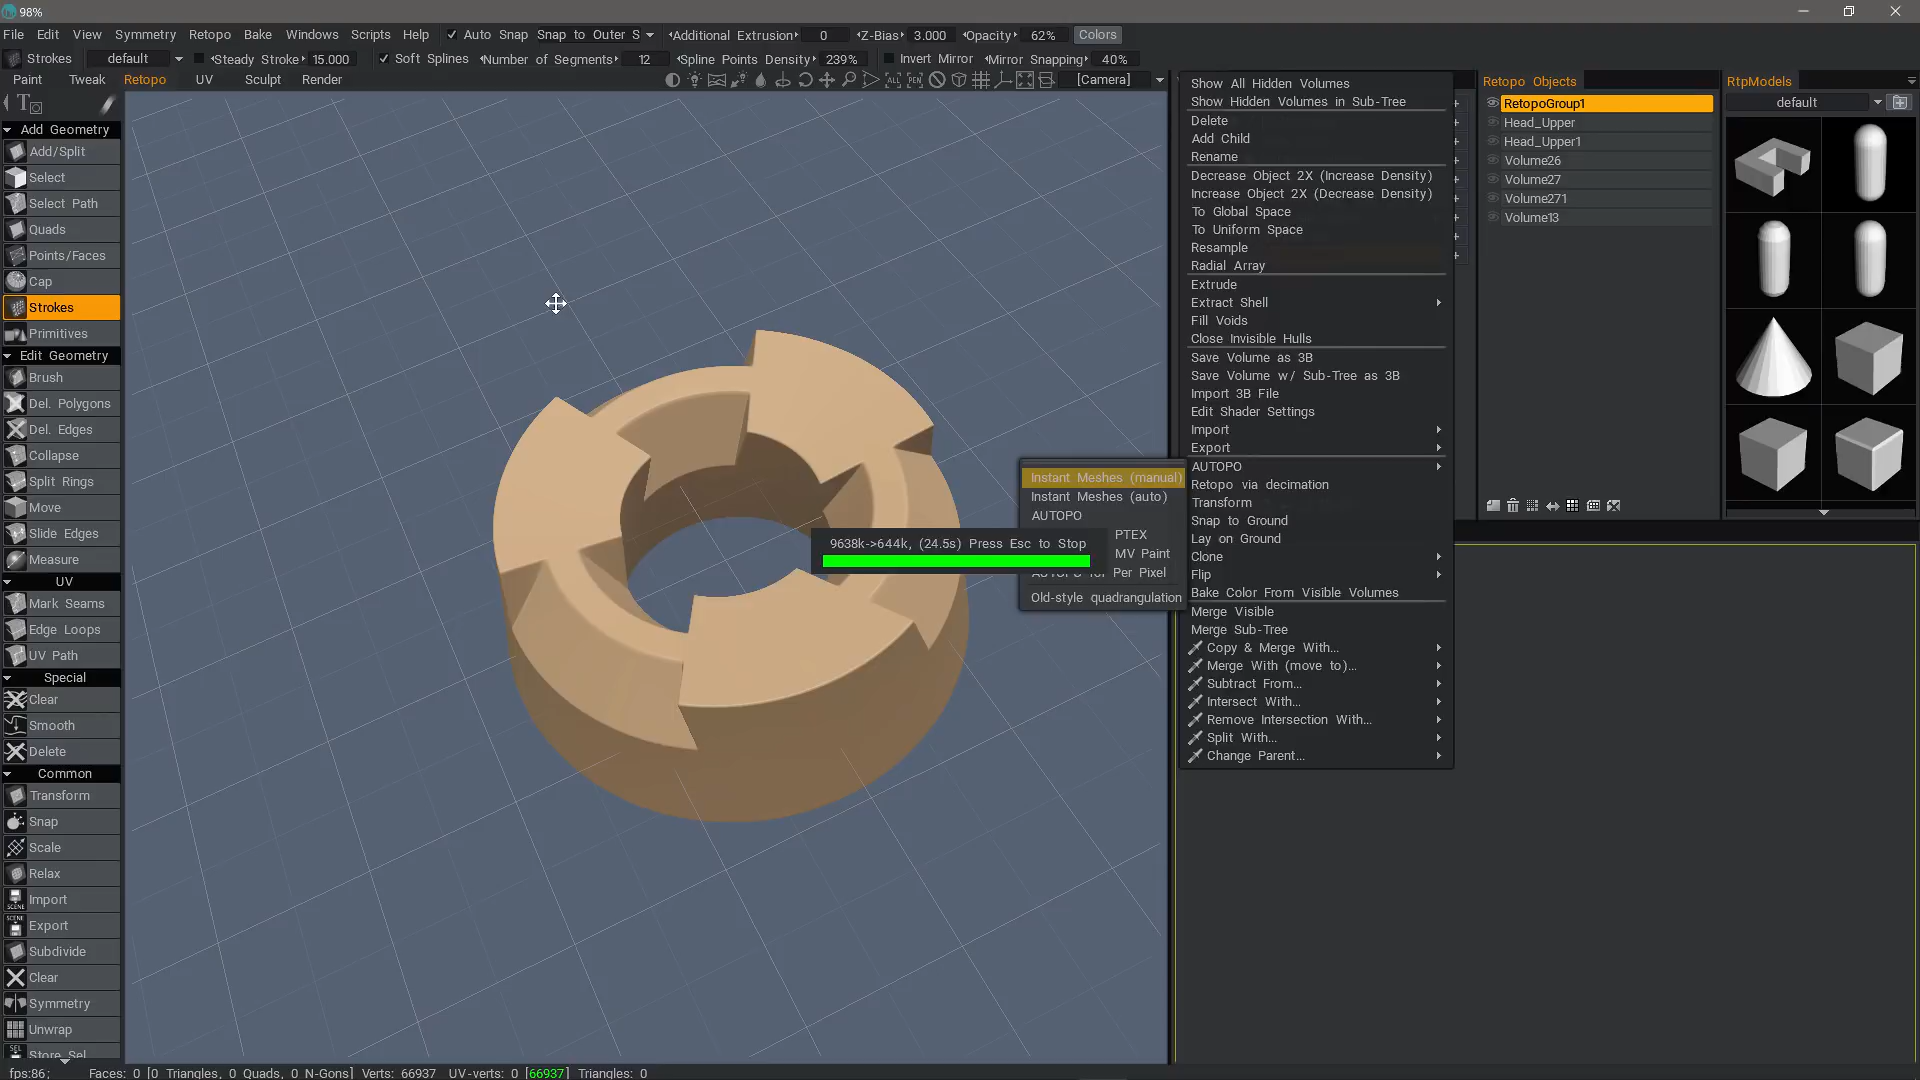 98%
File Edit View Symmetry Retopo Bake Windows Scripts Help Auto Snap Snap to Outer S Additional Extrusion 0 Z-Bias 3.000 Opacity 62% Colors
Strokes default Steady Stroke 15.000 Soft Splines Number of Segments 12 Spline Points Density 239% Invert Mirror Mirror Snapping 40%
Paint Tweak Retopo UV Sculpt Render [Camera]
ALL PEN
Add Geometry
Add/Split
Select
Select Path
Quads
Points/Faces
Cap
Strokes
Primitives
Edit Geometry
Brush
Del. Polygons
Del. Edges
Collapse
Split Rings
Move
Slide Edges
Measure
UV
Mark Seams
Edge Loops
UV Path
Special
Clear
Smooth
Delete
Common
Transform
Snap
Scale
Relax
Import
Export
Subdivide
Clear
Symmetry
Unwrap
Store Sel
9638k->644k, (24.5s) Press Esc to Stop
Instant Meshes (manual)
Instant Meshes (auto)
AUTOPO
PTEX
MV Paint
AUTOPO for Per Pixel
Old-style quadrangulation
Show All Hidden Volumes
Show Hidden Volumes in Sub-Tree
Delete
Add Child
Rename
Decrease Object 2X (Increase Density)
Increase Object 2X (Decrease Density)
To Global Space
To Uniform Space
Resample
Radial Array
Extrude
Extract Shell
Fill Voids
Close Invisible Hulls
Save Volume as 3B
Save Volume w/ Sub-Tree as 3B
Import 3B File
Edit Shader Settings
Import
Export
AUTOPO
Retopo via decimation
Transform
Snap to Ground
Lay on Ground
Clone
Flip
Bake Color From Visible Volumes
Merge Visible
Merge Sub-Tree
Copy & Merge With...
Merge With (move to)...
Subtract From...
Intersect With...
Remove Intersection With...
Split With...
Change Parent...
Retopo Objects
RetopoGroup1
Head_Upper
Head_Upper1
Volume26
Volume27
Volume271
Volume13
RtpModels
default
fps:86; Faces: 0 [0 Triangles, 0 Quads, 0 N-Gons] Verts: 66937 UV-verts: 0 [66937] Triangles: 0